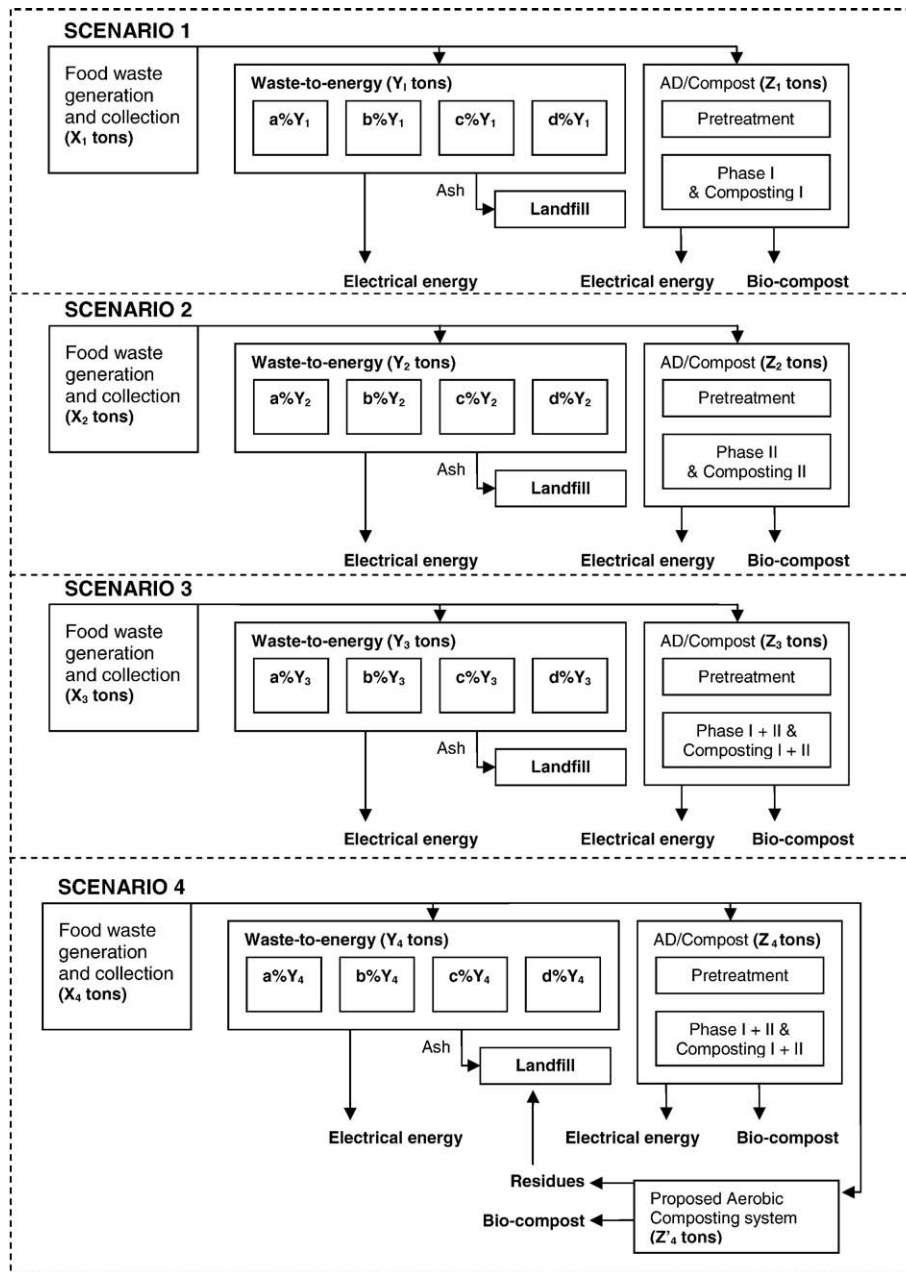 SCENARIO 1
Food waste
generation
and collection
(X₁ tons)
Waste-to-energy (Y₁ tons)
a%Y₁
b%Y₁
c%Y₁
d%Y₁
Ash
Landfill
Electrical energy
AD/Compost (Z₁ tons)
Pretreatment
Phase I
& Composting I
Electrical energy
Bio-compost
SCENARIO 2
Food waste
generation
and collection
(X₂ tons)
Waste-to-energy (Y₂ tons)
a%Y₂
b%Y₂
c%Y₂
d%Y₂
Ash
Landfill
Electrical energy
AD/Compost (Z₂ tons)
Pretreatment
Phase II
& Composting II
Electrical energy
Bio-compost
SCENARIO 3
Food waste
generation
and collection
(X₃ tons)
Waste-to-energy (Y₃ tons)
a%Y₃
b%Y₃
c%Y₃
d%Y₃
Ash
Landfill
Electrical energy
AD/Compost (Z₃ tons)
Pretreatment
Phase I + II &
Composting I + II
Electrical energy
Bio-compost
SCENARIO 4
Food waste
generation
and collection
(X₄ tons)
Waste-to-energy (Y₄ tons)
a%Y₄
b%Y₄
c%Y₄
d%Y₄
Ash
Landfill
Electrical energy
AD/Compost (Z₄ tons)
Pretreatment
Phase I + II &
Composting I + II
Electrical energy
Bio-compost
Residues
Bio-compost
Proposed Aerobic
Composting system
(Z'₄ tons)